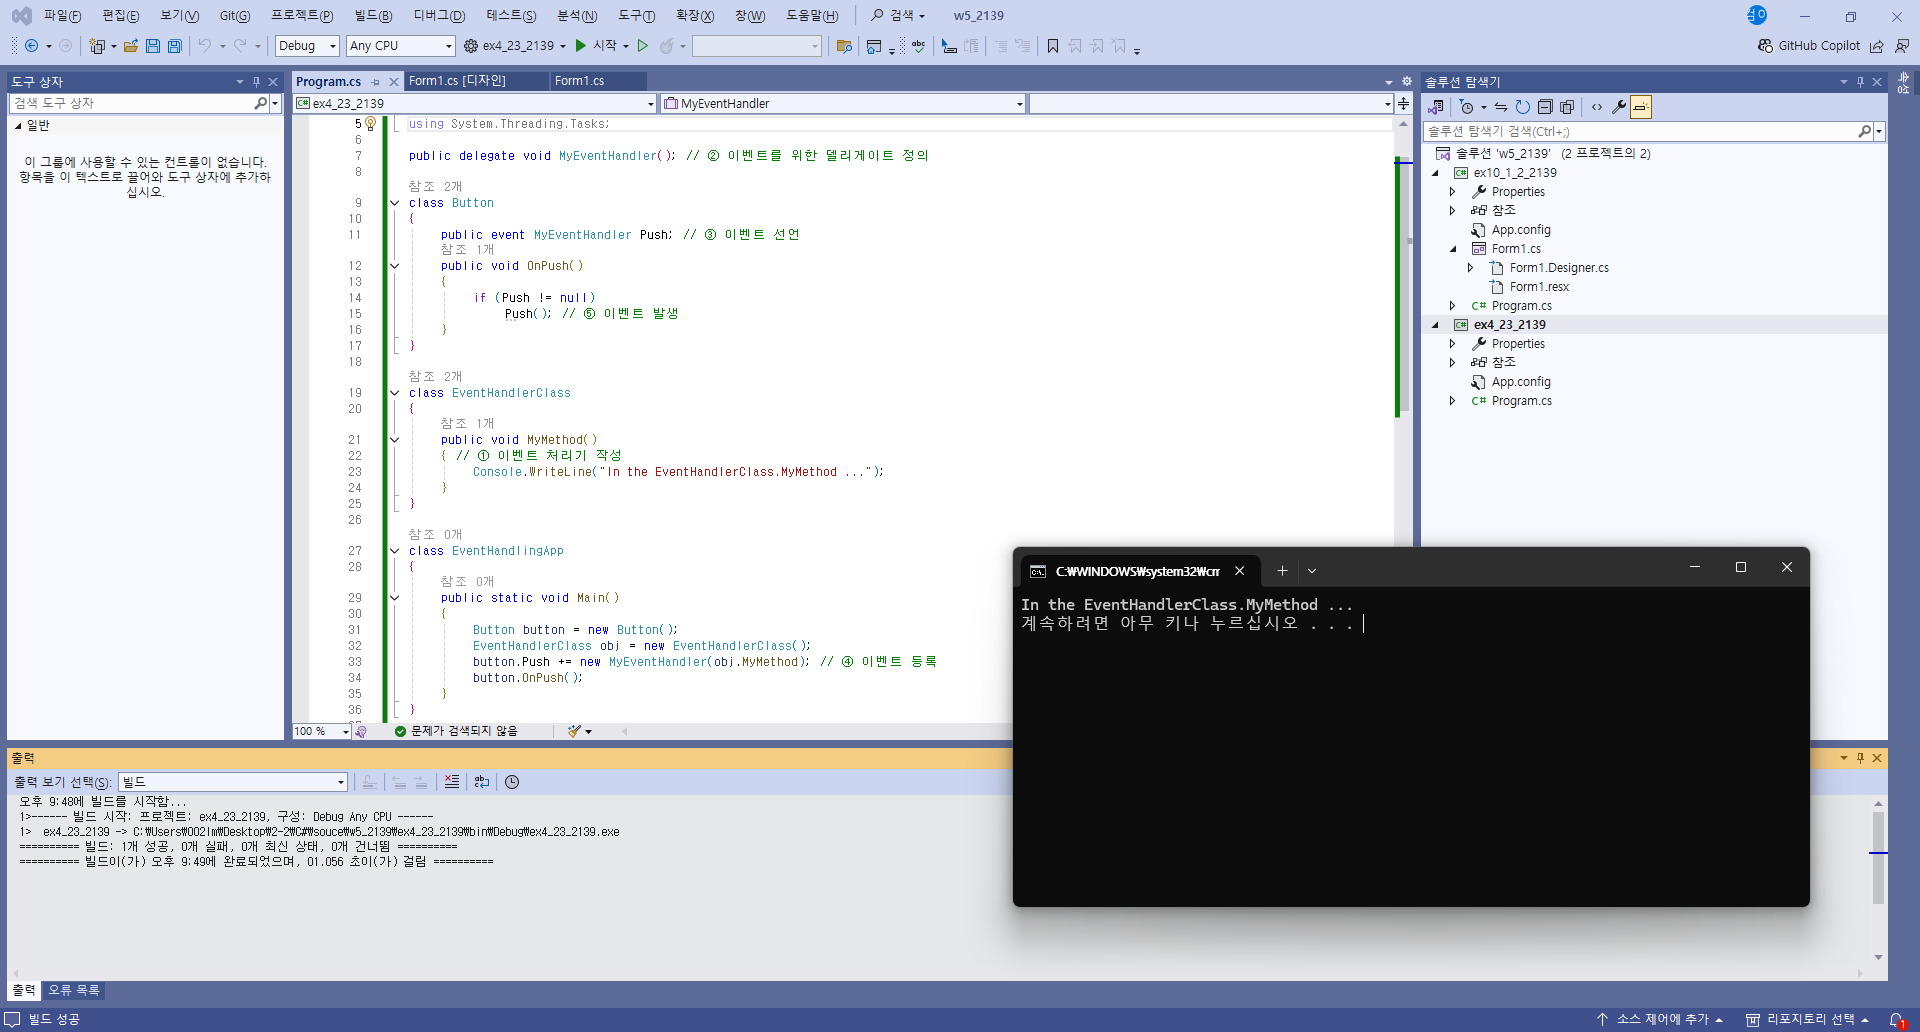 파일(F) 편집(E) 보기(V) Git(G) 프로젝트(P) 빌드(B) 디버그(D) 테스트(S) 분석(N) 도구(T) 확장(X) 창(W) 도움말(H) 검색 w5_2139
Debug Any CPU ex4_23_2139 시작 GitHub Copilot
도구 상자
검색 도구 상자
일반
이 그룹에 사용할 수 있는 컨트롤이 없습니다.
항목을 이 텍스트로 끌어와 도구 상자에 추가하
십시오.
Program.cs Form1.cs [디자인] Form1.cs
ex4_23_2139 MyEventHandler
5 using System.Threading.Tasks;
6
7 public delegate void MyEventHandler(); // ② 이벤트를 위한 델리게이트 정의
8
참조 2개
9 class Button
10 {
11 public event MyEventHandler Push; // ③ 이벤트 선언
참조 1개
12 public void OnPush()
13 {
14 if (Push != null)
15 Push(); // ⑤ 이벤트 발생
16 }
17 }
18
참조 2개
19 class EventHandlerClass
20 {
참조 1개
21 public void MyMethod()
22 { // ① 이벤트 처리기 작성
23 Console.WriteLine("In the EventHandlerClass.MyMethod ...");
24 }
25 }
26
참조 0개
27 class EventHandlingApp
28 {
참조 0개
29 public static void Main()
30 {
31 Button button = new Button();
32 EventHandlerClass obj = new EventHandlerClass();
33 button.Push += new MyEventHandler(obj.MyMethod); // ④ 이벤트 등록
34 button.OnPush();
35 }
36 }
100 % 문제가 검색되지 않음
솔루션 탐색기
솔루션 탐색기 검색(Ctrl+;)
솔루션 'w5_2139' (2 프로젝트의 2)
C# ex10_1_2_2139
Properties
참조
App.config
Form1.cs
Form1.Designer.cs
Form1.resx
C# Program.cs
C# ex4_23_2139
Properties
참조
App.config
C# Program.cs
속성
C:₩WINDOWS₩system32₩cm
In the EventHandlerClass.MyMethod ...
계속하려면 아무 키나 누르십시오 . . .
출력
출력 보기 선택(S): 빌드
오후 9:48에 빌드를 시작함...
1>------ 빌드 시작: 프로젝트: ex4_23_2139, 구성: Debug Any CPU ------
1> ex4_23_2139 -> C:₩Users₩002lm₩Desktop₩2-2₩C#₩souce₩w5_2139₩ex4_23_2139₩bin₩Debug₩ex4_23_2139.exe
========== 빌드: 1개 성공, 0개 실패, 0개 최신 상태, 0개 건너뜀 ==========
========== 빌드이(가) 오후 9:49에 완료되었으며, 01.056 초이(가) 걸림 ==========
출력 오류 목록
빌드 성공 소스 제어에 추가 리포지토리 선택 1